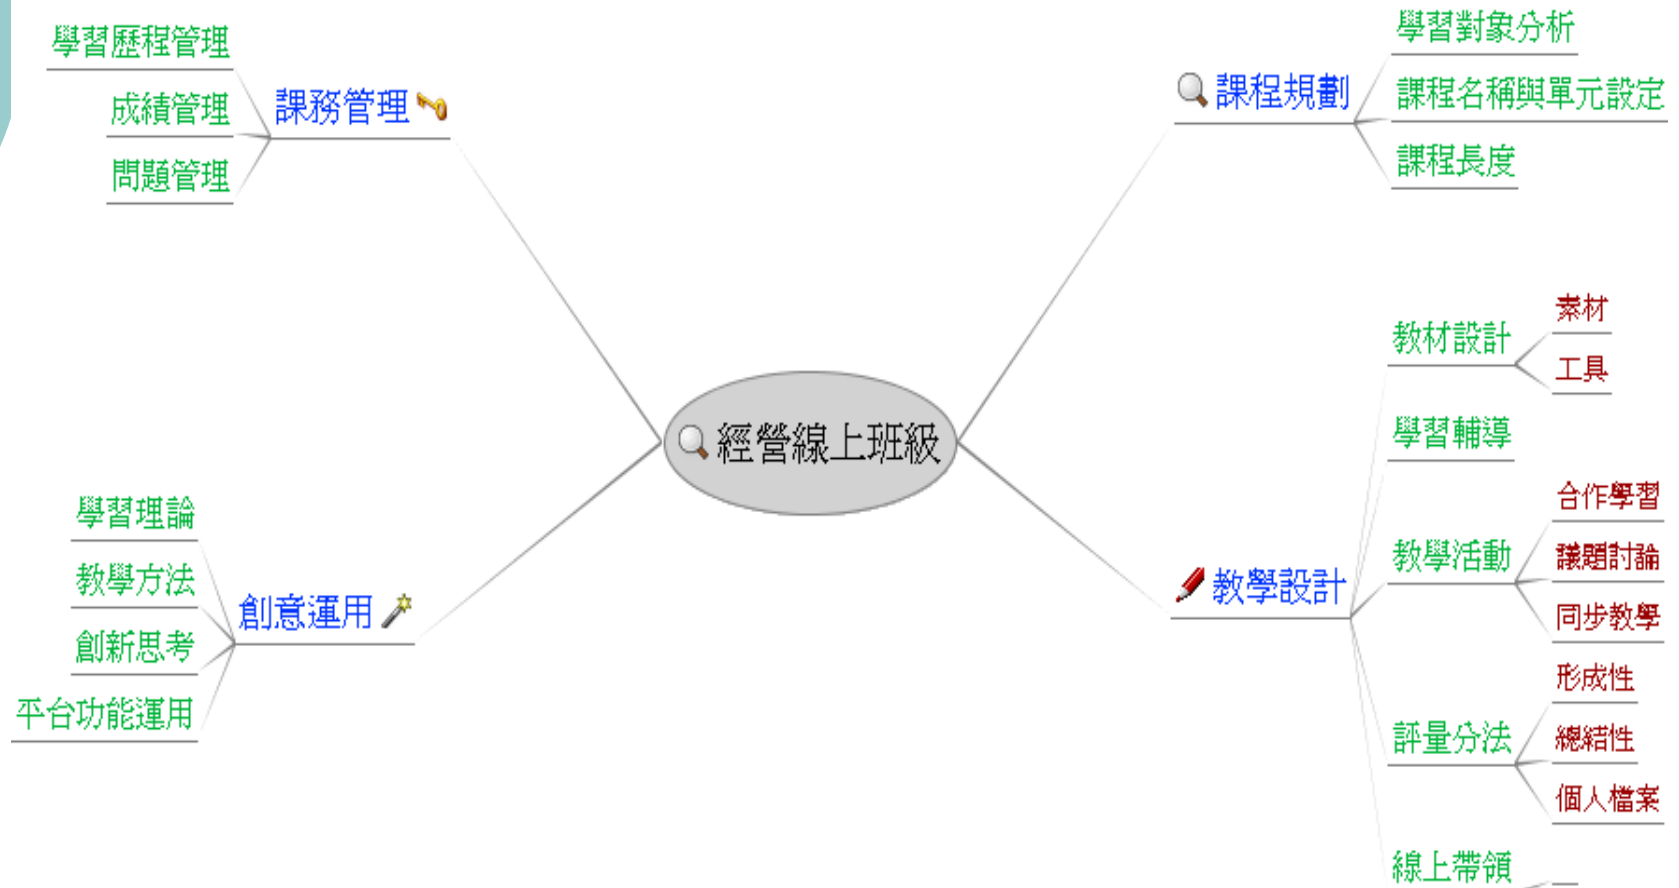 學習歷程管理
成績管理
問題管理
課務管理
學習理論
教學方法
創新思考
平台功能運用
創意運用
經營線上班級
課程規劃
學習對象分析
課程名稱與單元設定
課程長度
教學設計
教材設計
素材
工具
學習輔導
教學活動
合作學習
議題討論
同步教學
評量分法
形成性
總結性
個人檔案
線上帶領